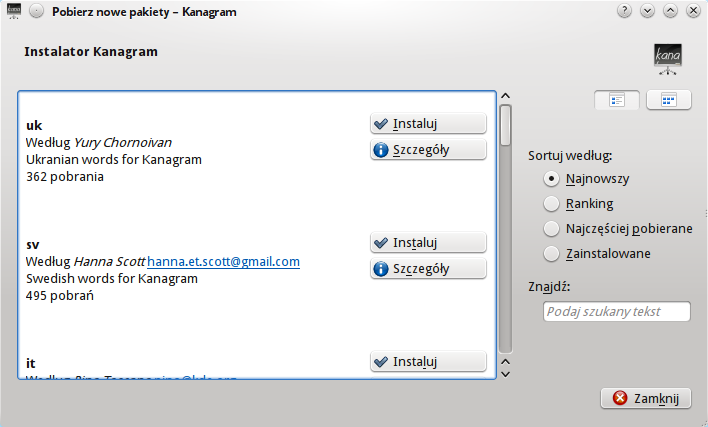 Pobierz nowe pakiety – Kanagram
Instalator Kanagram
kana
uk
Według Yury Chornoivan
Ukranian words for Kanagram
362 pobrania
Instaluj
Szczegóły
sv
Według Hanna Scott hanna.et.scott@gmail.com
Swedish words for Kanagram
495 pobrań
Instaluj
Szczegóły
it
Według
Instaluj
Sortuj według:
Najnowszy
Ranking
Najczęściej pobierane
Zainstalowane
Znajdź:
Podaj szukany tekst
Zamknij